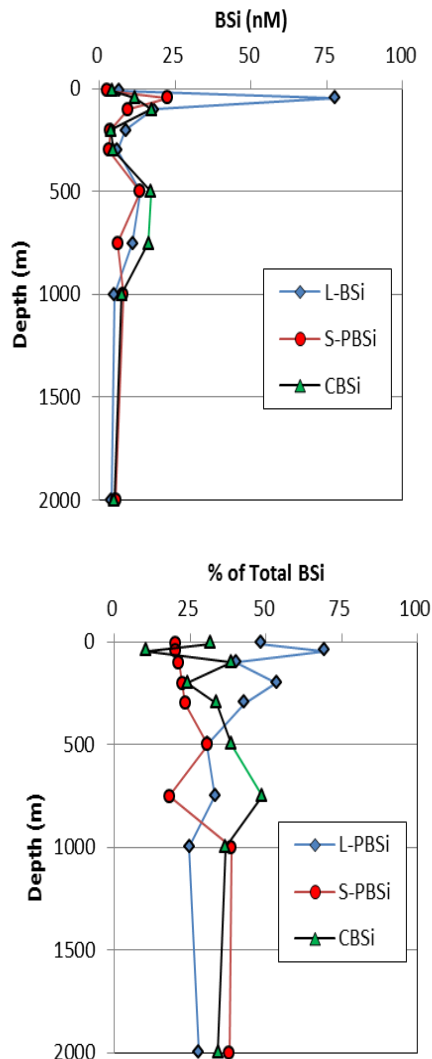 BSi (nM)
0 25 50 75 100
0
500
1000
1500
2000
Depth (m)
L-BSi
S-PBSi
CBSi
% of Total BSi
0 25 50 75 100
0
500
1000
1500
2000
Depth (m)
L-PBSi
S-PBSi
CBSi